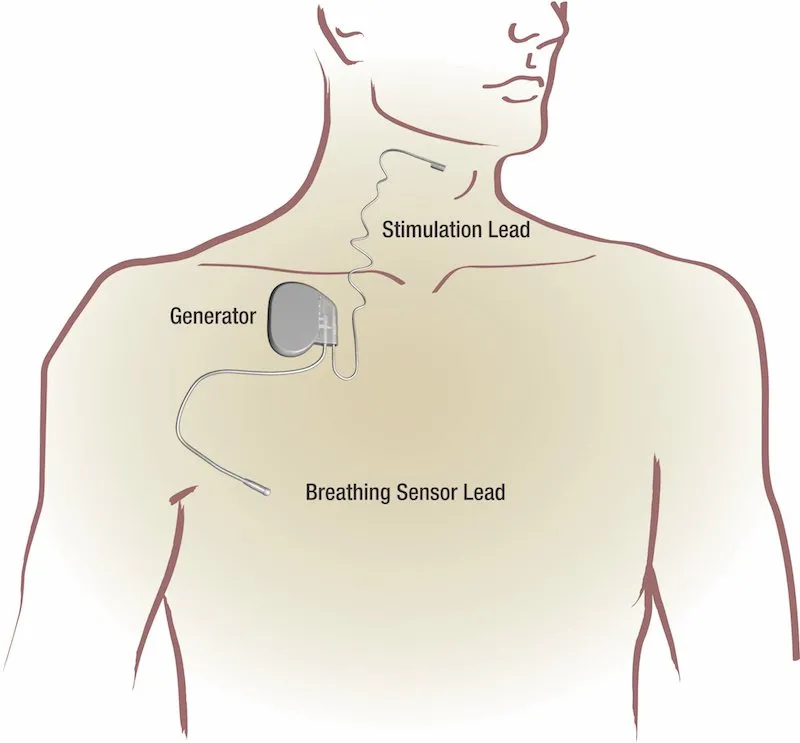 Stimulation Lead
Generator
Breathing Sensor Lead